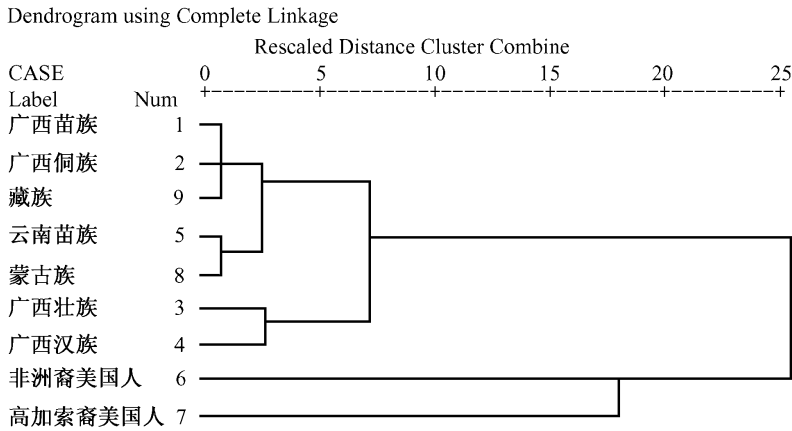 Dendrogram using Complete Linkage
Rescaled Distance Cluster Combine
CASE 0 5 10 15 20 25
Label Num
广西苗族 1
广西侗族 2
藏族 9
云南苗族 5
蒙古族 8
广西壮族 3
广西汉族 4
非洲裔美国人 6
高加索裔美国人 7